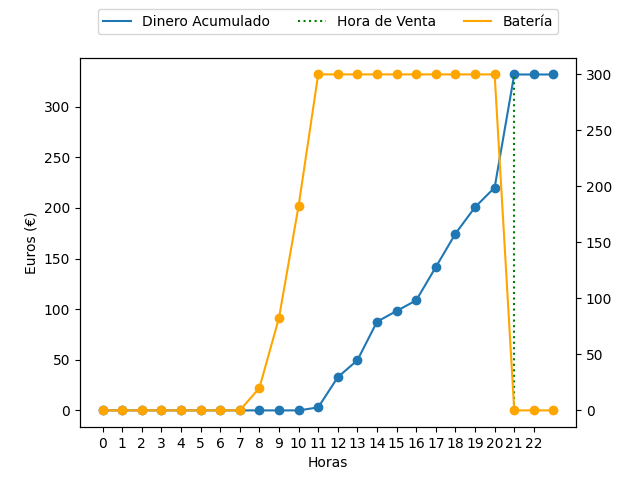 Dinero Acumulado Hora de Venta Batería
300 300
250 250
200 200
150 150
100 100
50 50
0 0
Euros (€)
0 1 2 3 4 5 6 7 8 9 10 11 12 13 14 15 16 17 18 19 20 21 22
Horas